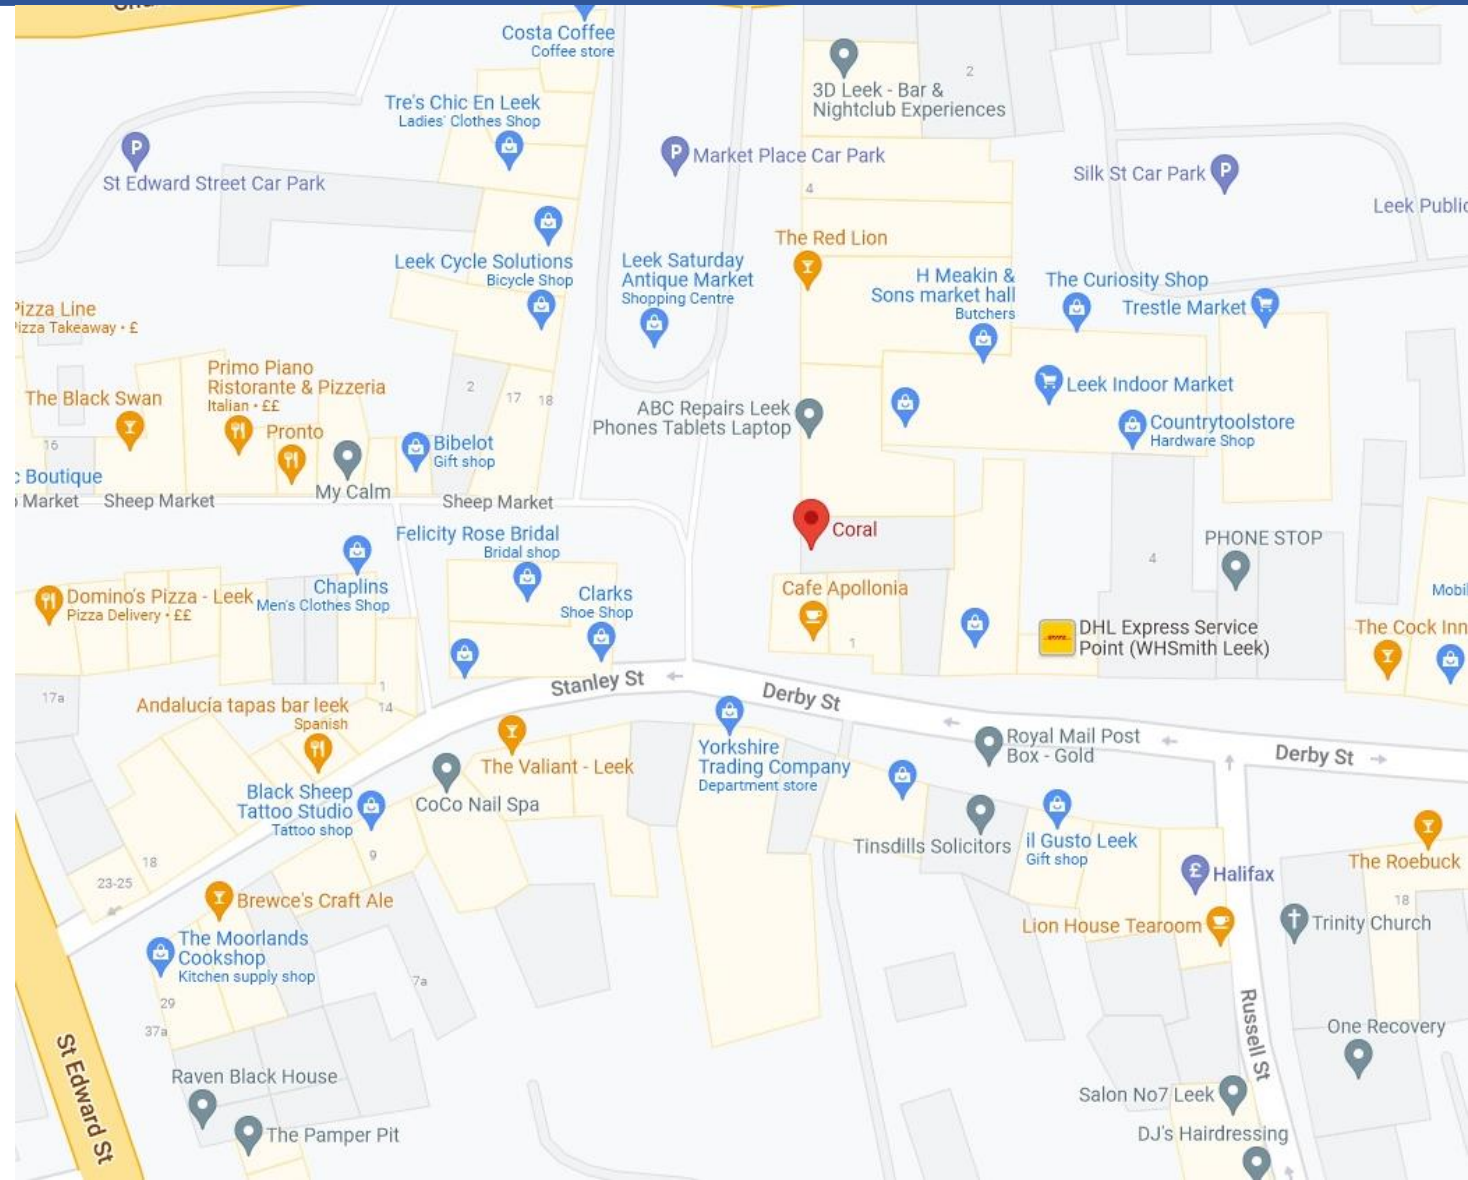 Costa Coffee
Coffee store
3D Leek - Bar &
Nightclub Experiences
2
Tre's Chic En Leek
Ladies' Clothes Shop
P
St Edward Street Car Park
P
Market Place Car Park
Silk St Car Park
P
Leek Public
4
The Red Lion
Leek Cycle Solutions
Bicycle Shop
Leek Saturday
Antique Market
Shopping Centre
H Meakin &
Sons market hall
Butchers
The Curiosity Shop
Trestle Market
Pizza Line
Pizza Takeaway • £
Primo Piano
Ristorante & Pizzeria
Italian • ££
The Black Swan
Pronto
2
17
18
16
ABC Repairs Leek
Phones Tablets Laptop
Leek Indoor Market
Countrytoolstore
Hardware Shop
Bibelot
Gift shop
c Boutique
My Calm
Market
Sheep Market
Sheep Market
Coral
Felicity Rose Bridal
Bridal shop
PHONE STOP
4
Chaplins
Men's Clothes Shop
Domino's Pizza - Leek
Pizza Delivery • ££
Clarks
Shoe Shop
Cafe Apollonia
1
DHL Express Service
Point (WHSmith Leek)
Mobil
The Cock Inn
17a
1
14
Stanley St
Derby St
Andalucía tapas bar leek
Spanish
Royal Mail Post
Box - Gold
Derby St
Yorkshire
Trading Company
Department store
The Valiant - Leek
Black Sheep
Tattoo Studio
Tattoo shop
CoCo Nail Spa
Tinsdills Solicitors
il Gusto Leek
Gift shop
9
18
23-25
The Roebuck
£
Halifax
18
Brewce's Craft Ale
Lion House Tearoom
Trinity Church
The Moorlands
Cookshop
Kitchen supply shop
7a
29
37a
Russell St
One Recovery
St Edward St
Raven Black House
Salon No7 Leek
The Pamper Pit
DJ's Hairdressing